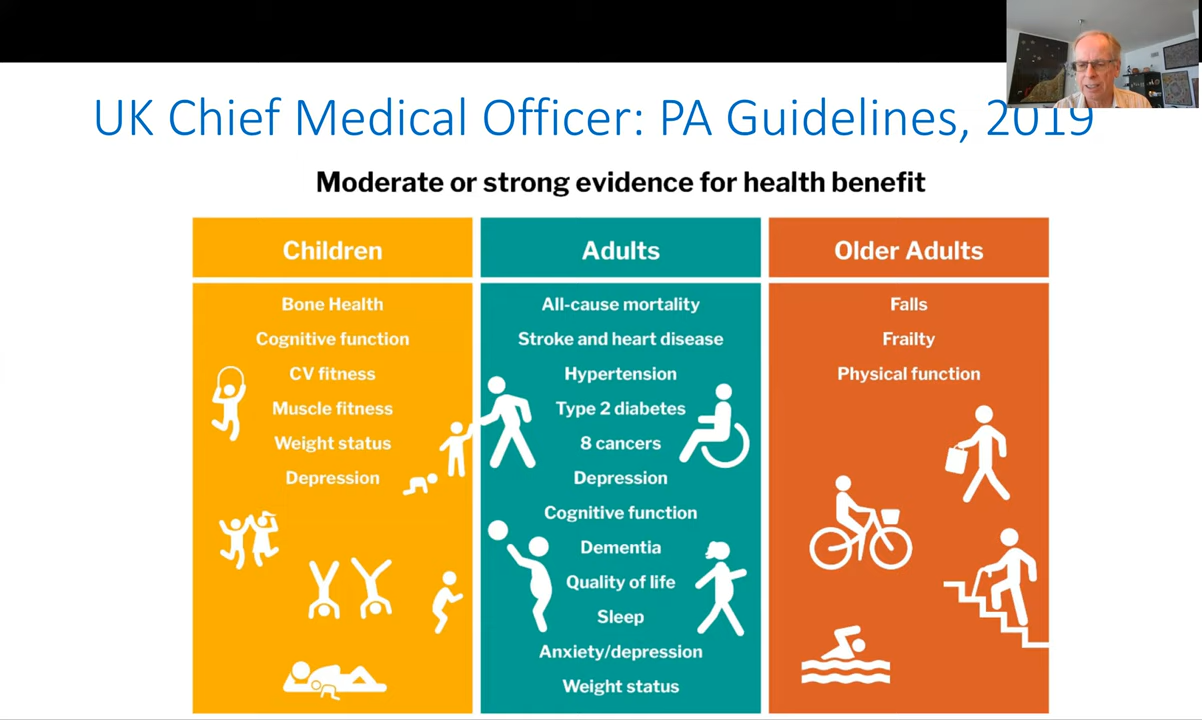 UK Chief Medical Officer: PA Guidelines, 2019
Moderate or strong evidence for health benefit
Children
Bone Health
Cognitive function
CV fitness
Muscle fitness
Weight status
Depression
Adults
All-cause mortality
Stroke and heart disease
Hypertension
Type 2 diabetes
8 cancers
Depression
Cognitive function
Dementia
Quality of life
Sleep
Anxiety/depression
Weight status
Older Adults
Falls
Frailty
Physical function